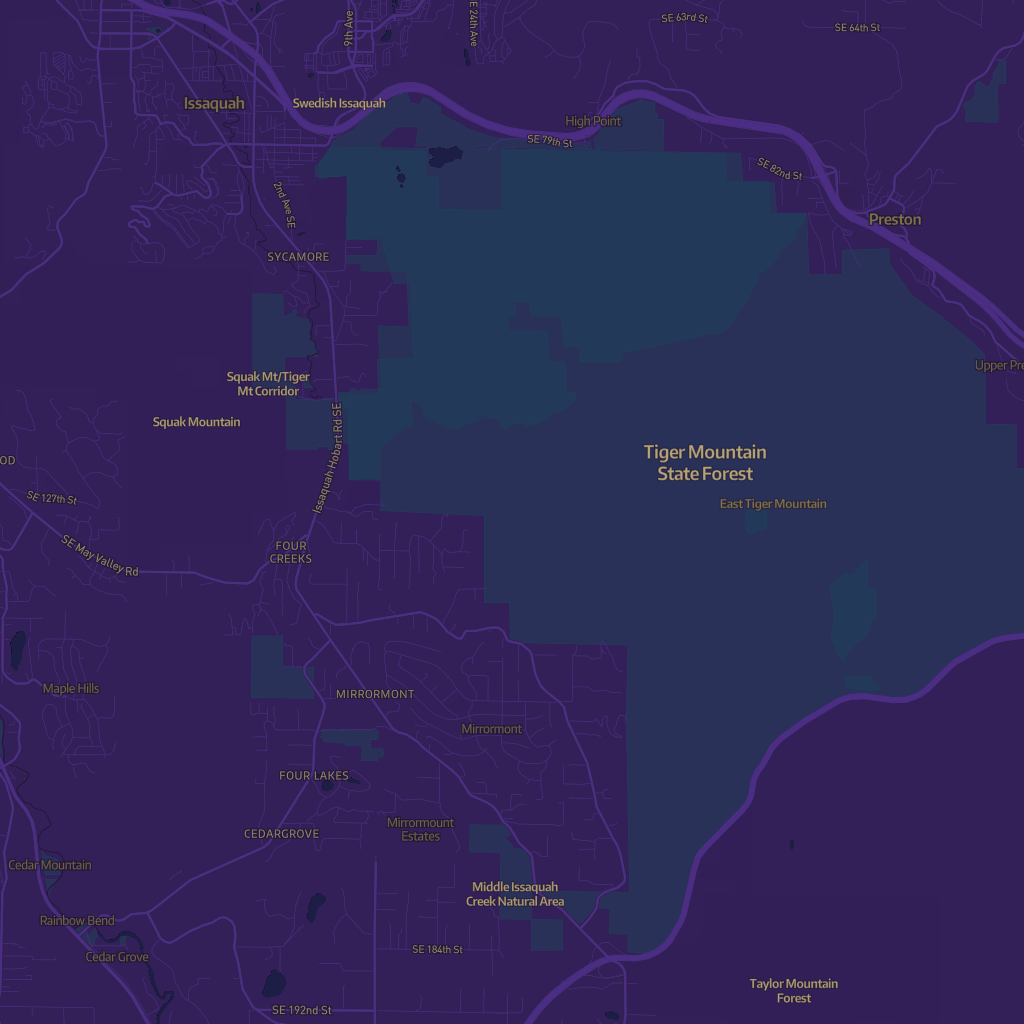 9th Ave
SE 24th Ave
SE 63rd St
SE 64th St
Issaquah
Swedish Issaquah
High Point
SE 79th St
SE 82nd St
2nd Ave SE
Preston
SYCAMORE
Upper Pre
Squak Mt/Tiger
Mt Corridor
Squak Mountain
Issaquah-Hobart Rd SE
Tiger Mountain
State Forest
OD
SE 127th St
East Tiger Mountain
SE May Valley Rd
FOUR
CREEKS
Maple Hills
MIRRORMONT
Mirrormont
FOUR LAKES
CEDARGROVE
Mirrormount
Estates
Cedar Mountain
Middle Issaquah
Creek Natural Area
Rainbow Bend
Cedar Grove
SE 184th St
Taylor Mountain
Forest
SE 192nd St